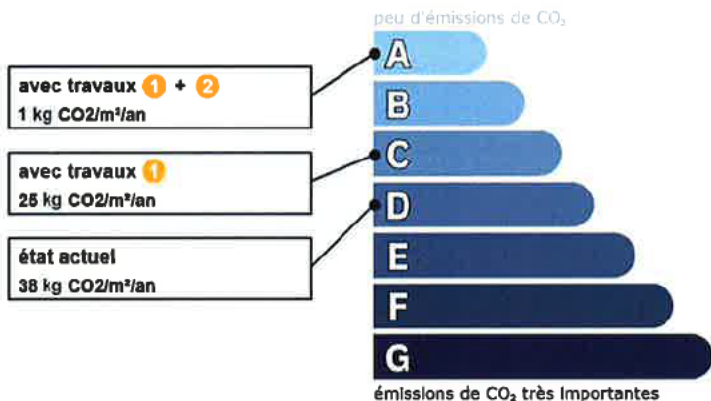 peu d'émissions de CO₂
A
avec travaux 1 + 2
1 kg CO2/m²/an
B
C
avec travaux 1
25 kg CO2/m²/an
D
état actuel
38 kg CO2/m²/an
E
F
G
émissions de CO₂ très importantes